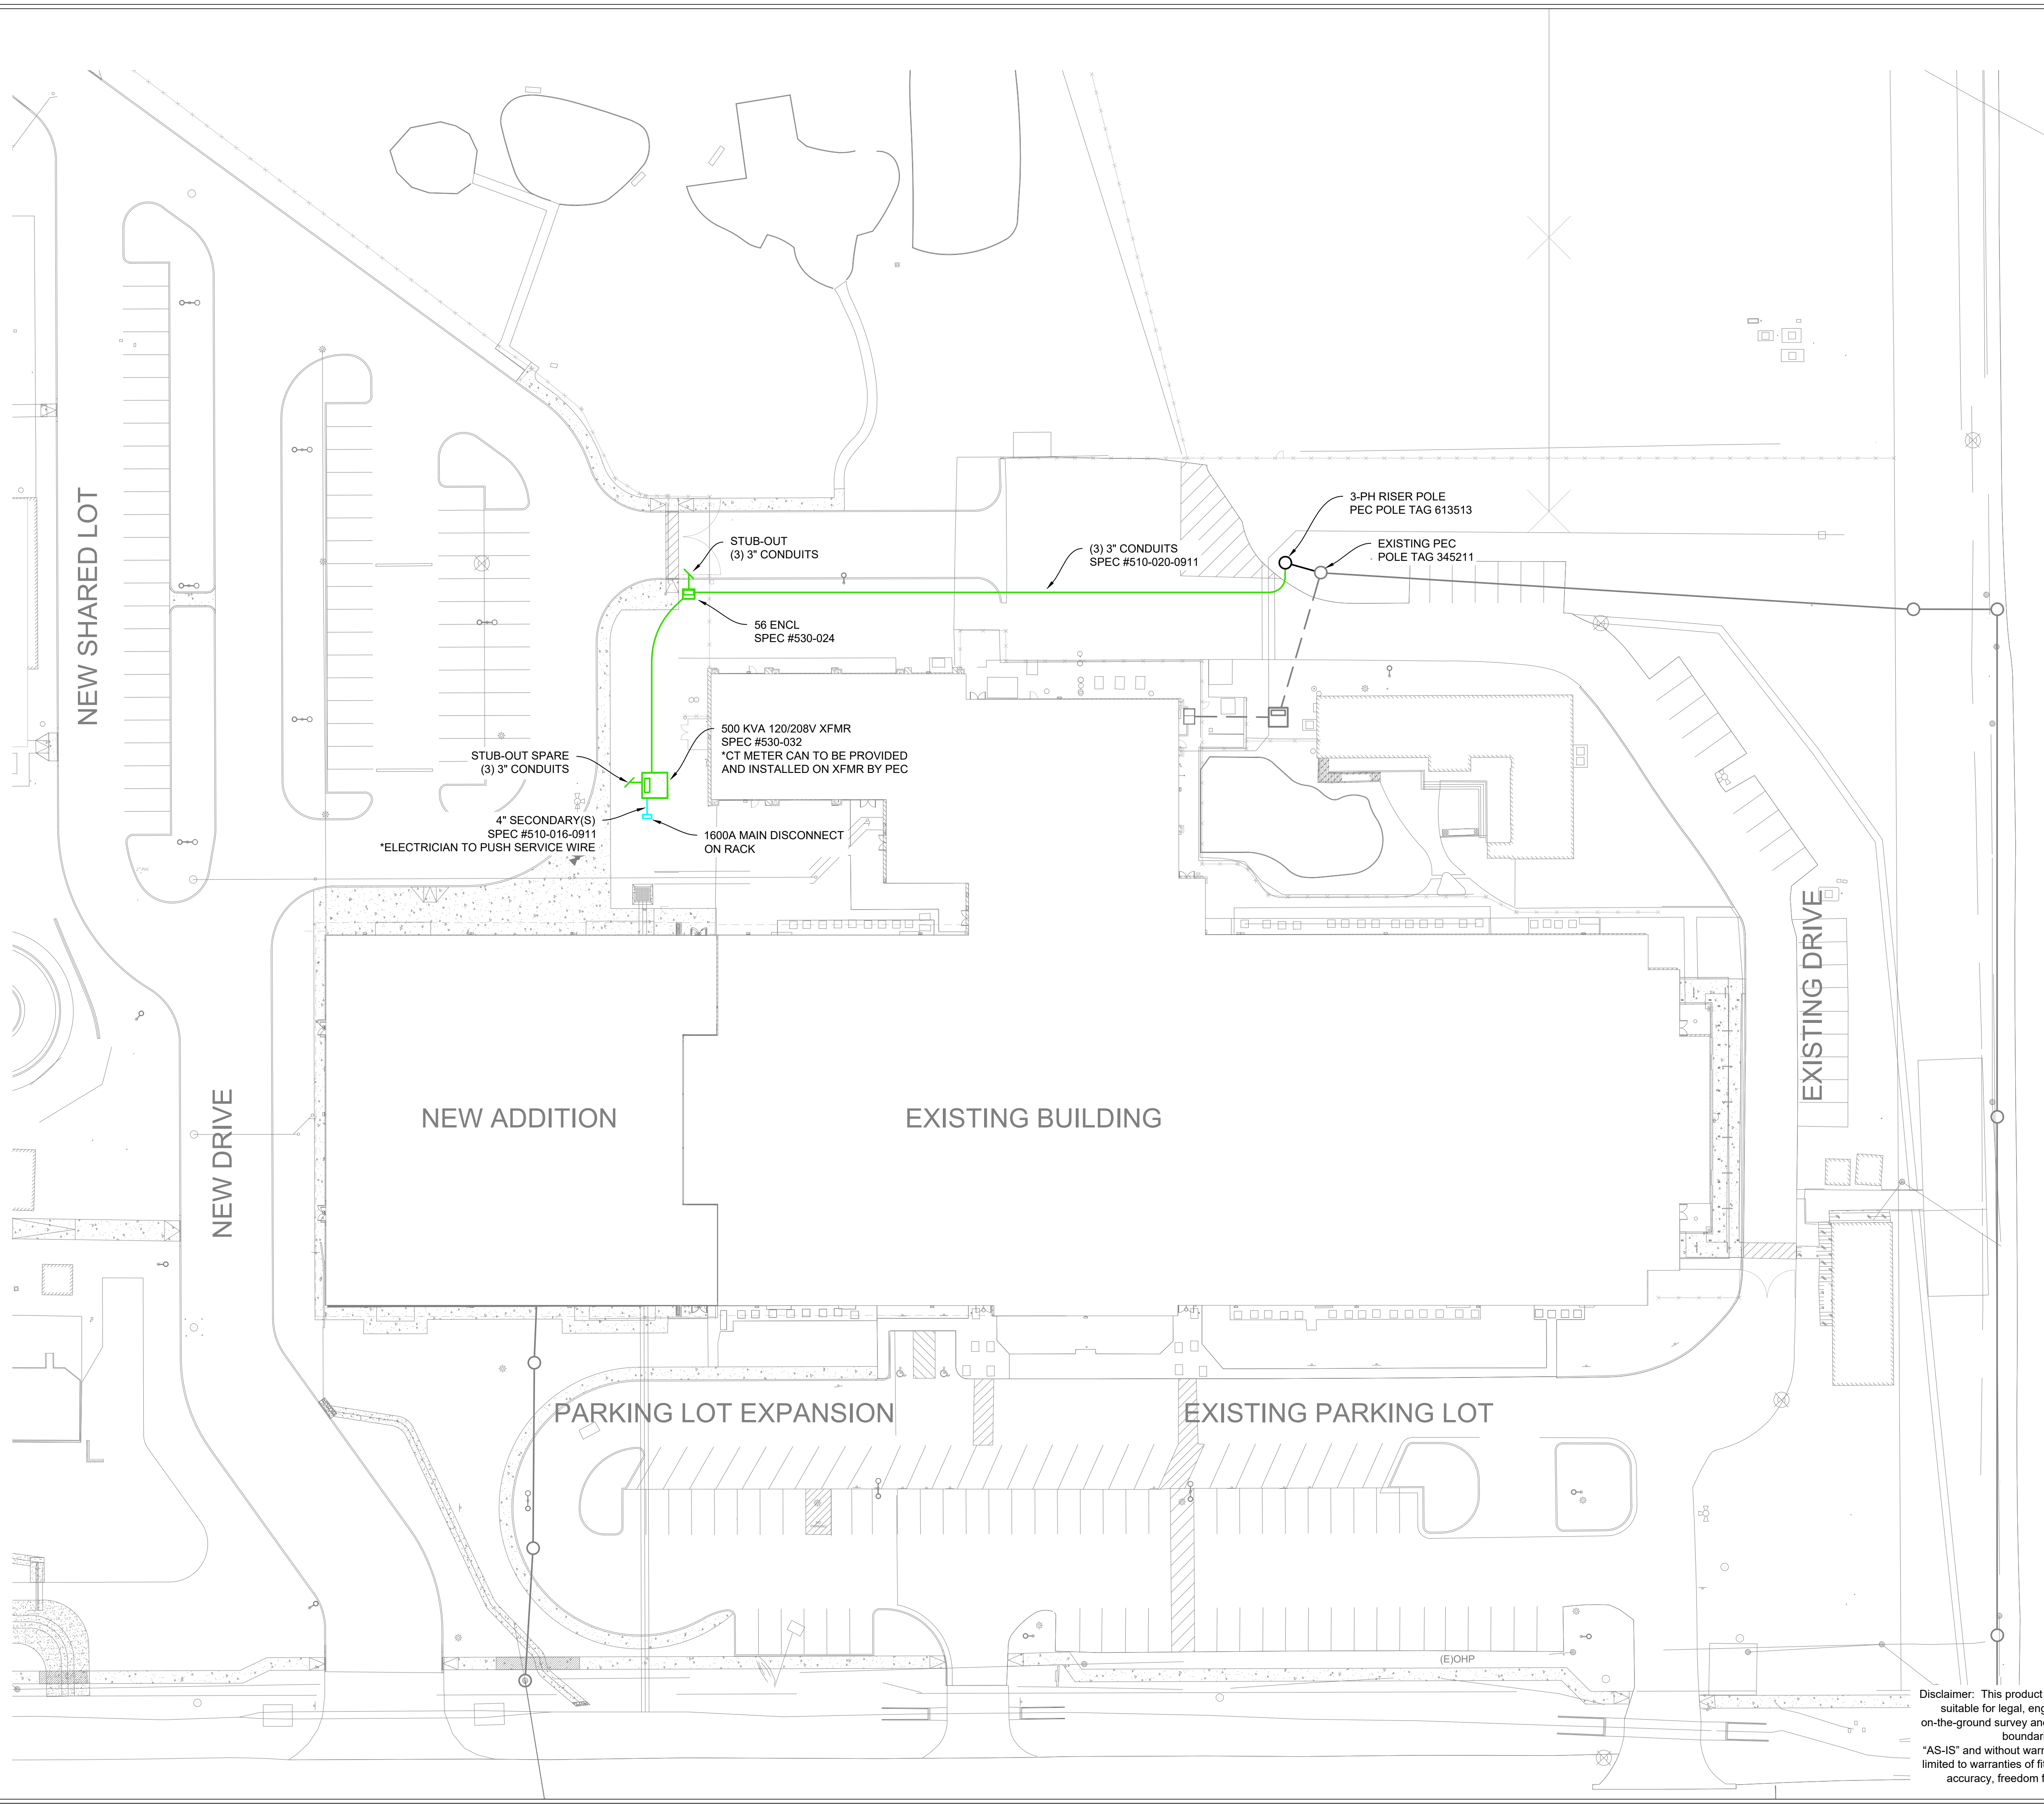 3-PH RISER POLE
PEC POLE TAG 613513
STUB-OUT
(3) 3" CONDUITS
(3) 3" CONDUITS
SPEC #510-020-0911
EXISTING PEC
POLE TAG 345211
NEW SHARED LOT
56 ENCL
SPEC #530-024
500 KVA 120/208V XFMR
SPEC #530-032
*CT METER CAN TO BE PROVIDED
AND INSTALLED ON XFMR BY PEC
STUB-OUT SPARE
(3) 3" CONDUITS
4" SECONDARY(S)
SPEC #510-016-0911
*ELECTRICIAN TO PUSH SERVICE WIRE
1600A MAIN DISCONNECT
ON RACK
EXISTING DRIVE
NEW ADDITION
EXISTING BUILDING
NEW DRIVE
PARKING LOT EXPANSION
EXISTING PARKING LOT
(E)OHP
Disclaimer: This product
suitable for legal, eng
on-the-ground survey and
boundari
“AS-IS” and without warr
limited to warranties of fit
accuracy, freedom f